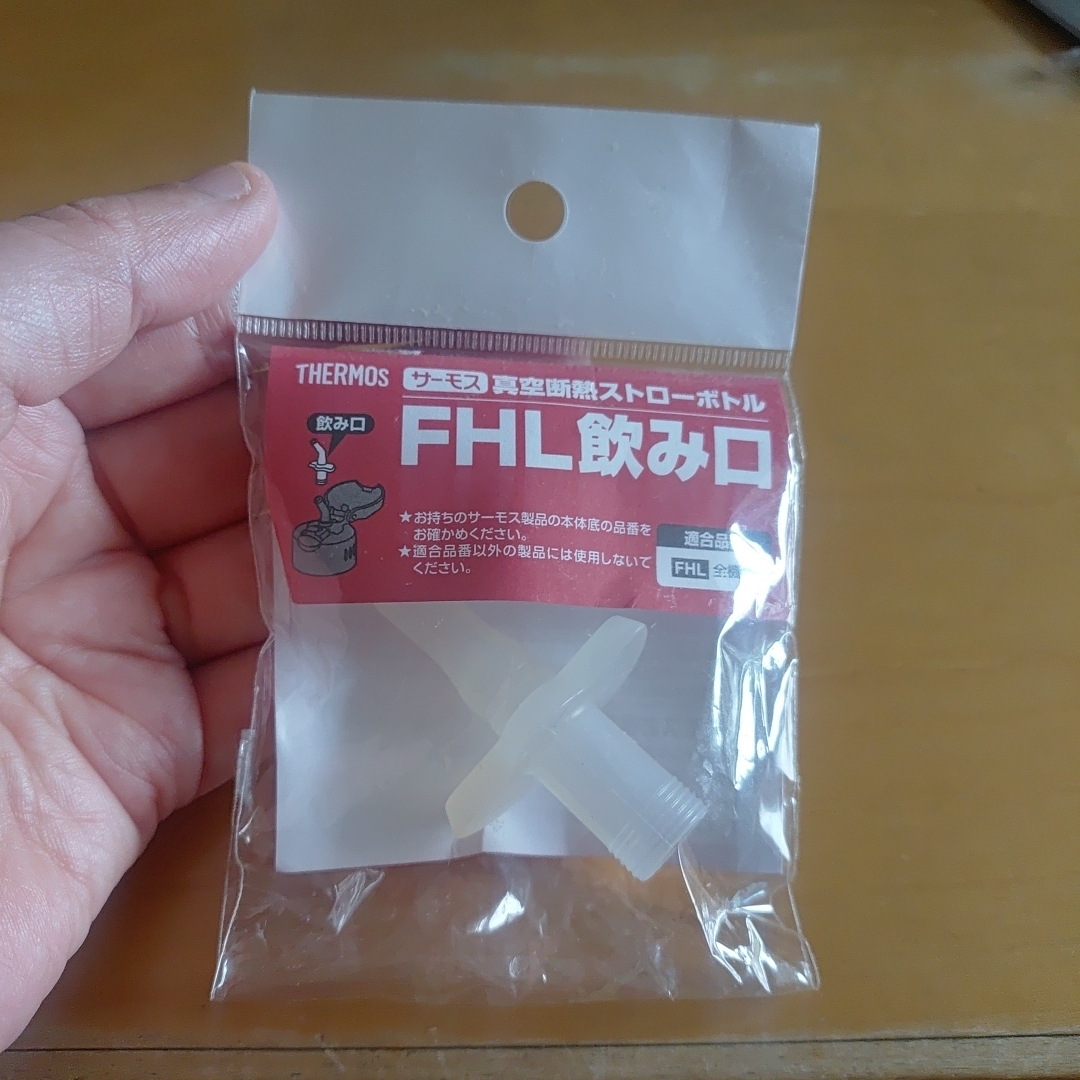 THERMOS サーモス 真空断熱ストローボトル
FHL飲み口
飲み口
★お持ちのサーモス製品の本体底の品番を
お確かめください。
★適合品番以外の製品には使用しないで
ください。
適合品
FHL 全機